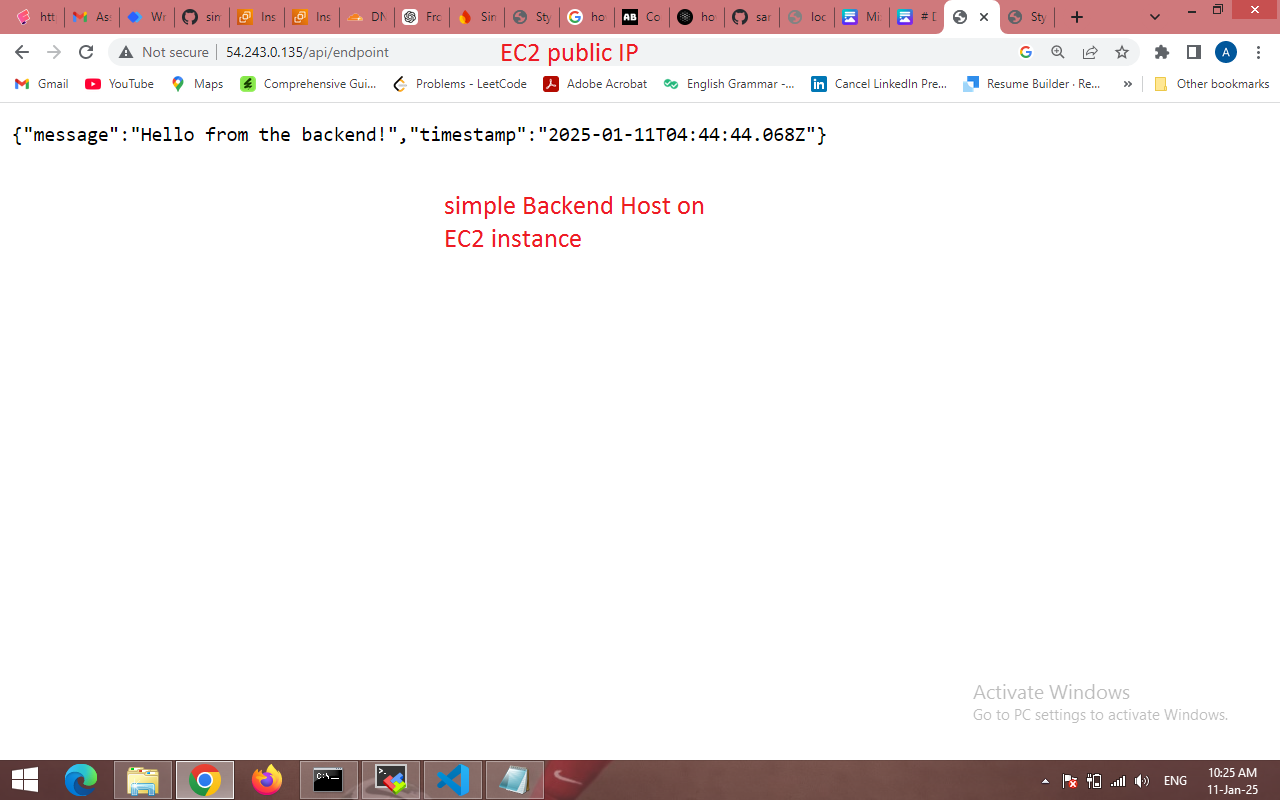 htt
As
Wr
sim
Ins
Ins
DN
Fro
Sin
Sty
ho
AB
Co
ho
sar
loc
Mi
# D
Sty
Not secure
54.243.0.135/api/endpoint
EC2 public IP
A
Gmail
YouTube
Maps
Comprehensive Gui...
Problems - LeetCode
Adobe Acrobat
English Grammar -...
Cancel LinkedIn Pre...
Resume Builder · Re...
»
Other bookmarks
{"message":"Hello from the backend!","timestamp":"2025-01-11T04:44:44.068Z"}
simple Backend Host on
EC2 instance
Activate Windows
Go to PC settings to activate Windows.
ENG
10:25 AM
11-Jan-25